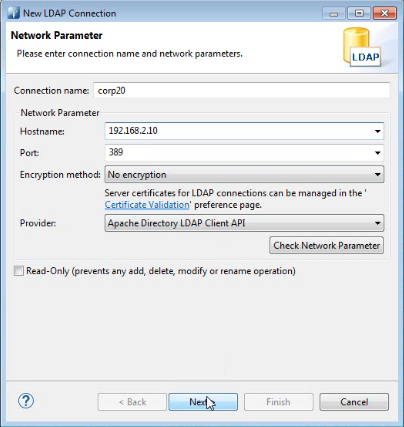 New LDAP Connection
Network Parameter
Please enter connection name and network parameters.
LDAP
Connection name: corp20
Network Parameter
Hostname: 192.168.2.10
Port: 389
Encryption method: No encryption
Server certificates for LDAP connections can be managed in the '
Certificate Validation' preference page.
Provider: Apache Directory LDAP Client API
Check Network Parameter
Read-Only (prevents any add, delete, modify or rename operation)
? < Back Next > Finish Cancel